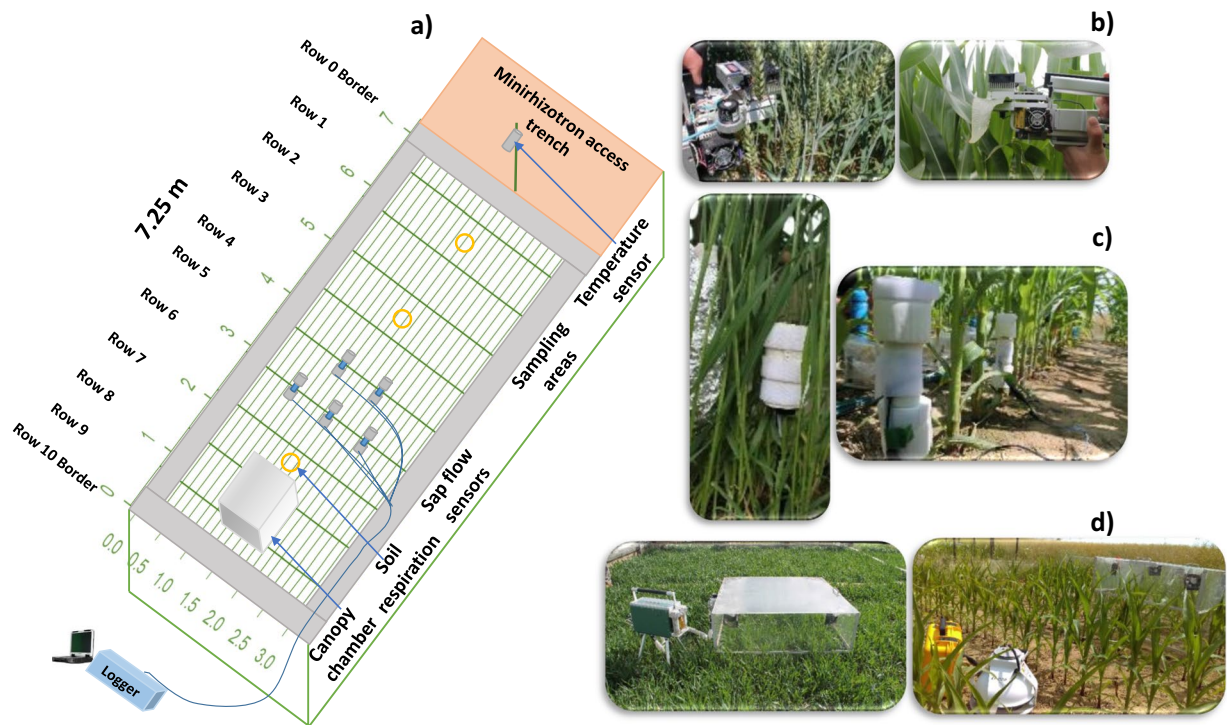 a)
b)
Row 0 Border
Row 1
Row 2
Row 3
Row 4
Row 5
Row 6
Row 7
Row 8
Row 9
Row 10 Border
7.25 m
7
6
5
4
3
2
1
0
0.0
0.5
1.0
1.5
2.0
2.5
3.0
Minirhizotron access
trench
Temperature
sensor
Sampling
areas
Sap flow
sensors
Soil
respiration
Canopy
chamber
Logger
c)
d)